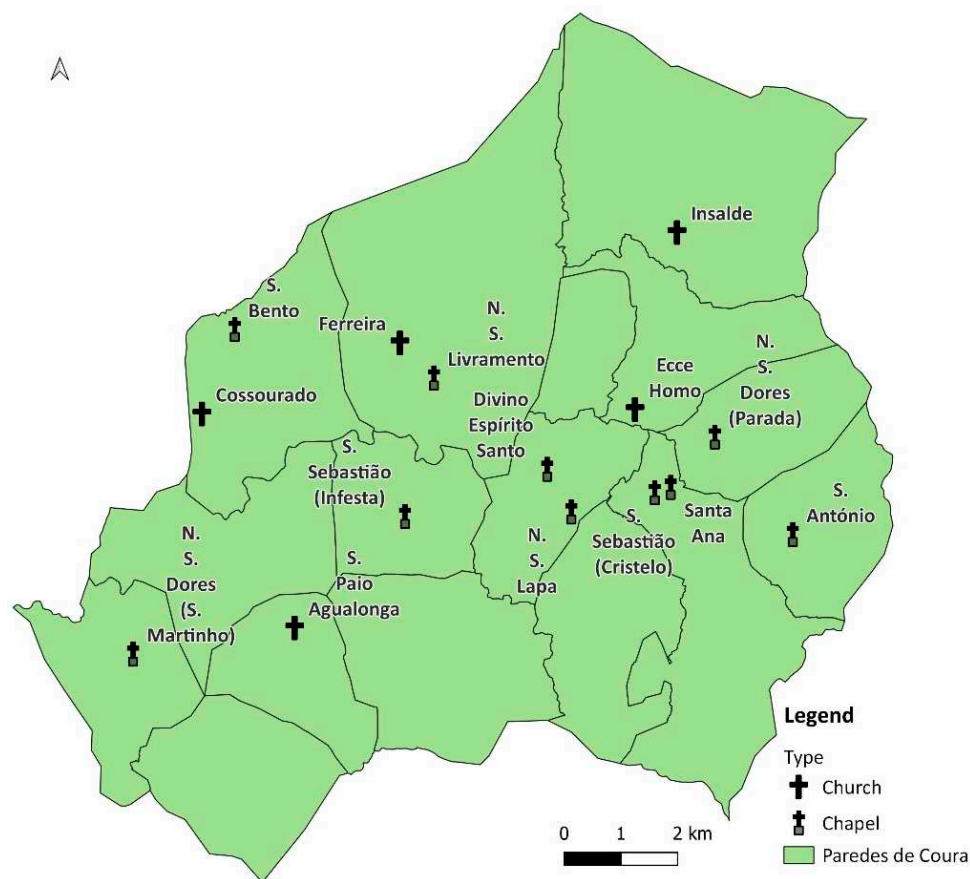 Insalde
S.
Bento
Ferreira
N.
S.
Livramento
Cossourado
Ecce
Homo
N.
S.
Dores
(Parada)
Divino
Espírito
Santo
S.
Sebastião
(Infesta)
S.
António
Santa
Ana
S.
Sebastião
(Cristelo)
N.
S.
Lapa
N.
S.
Dores
(S.
Martinho)
S.
Paio
Agualonga
Legend
Type
Church
Chapel
Paredes de Coura
0 1 2 km